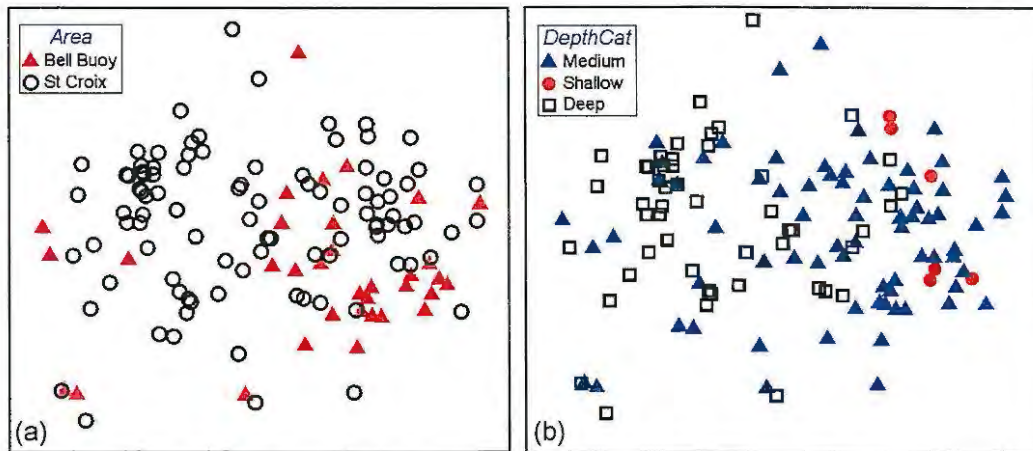 Area
Bell Buoy
St Croix
(a)
DepthCat
Medium
Shallow
Deep
(b)